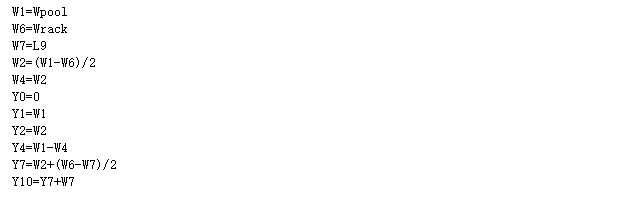 W1=Wpool
W6=Wrack
W7=L9
W2=(W1-W6)/2
W4=W2
Y0=0
Y1=W1
Y2=W2
Y4=W1-W4
Y7=W2+(W6-W7)/2
Y10=Y7+W7